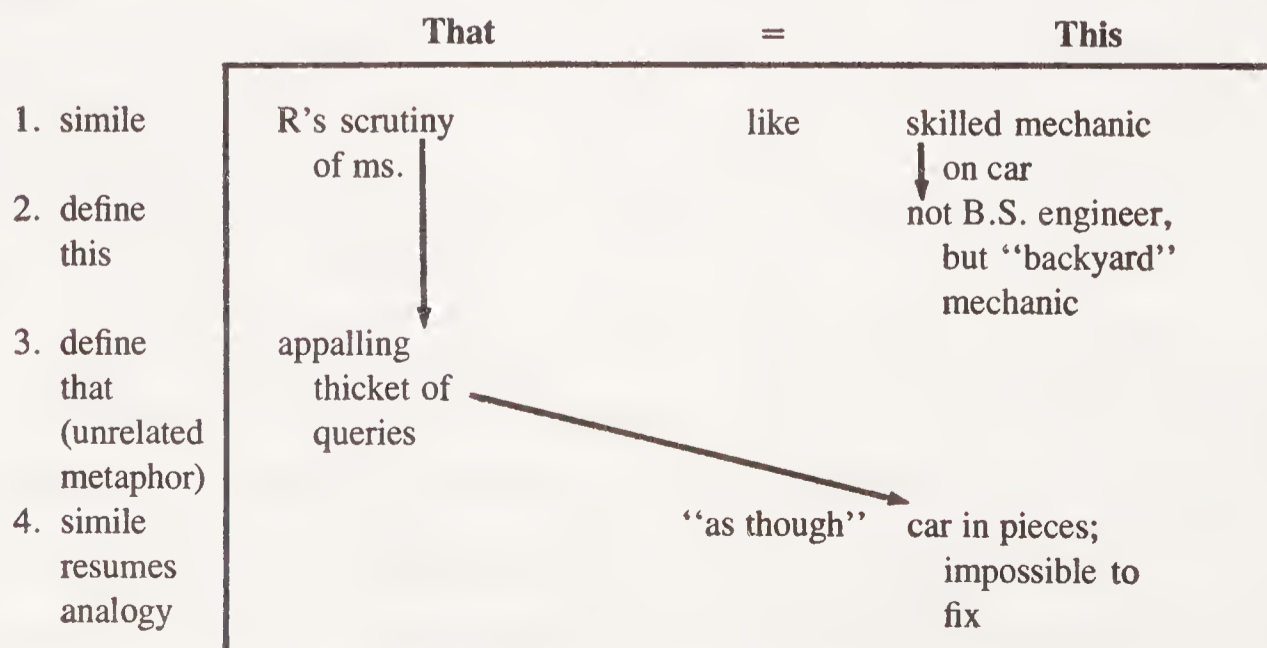 That = This
1. simile R's scrutiny like skilled mechanic
of ms. on car
2. define not B.S. engineer,
this but “backyard”
mechanic
3. define appalling
that thicket of
(unrelated queries
metaphor)
4. simile “as though” car in pieces;
resumes impossible to
analogy fix